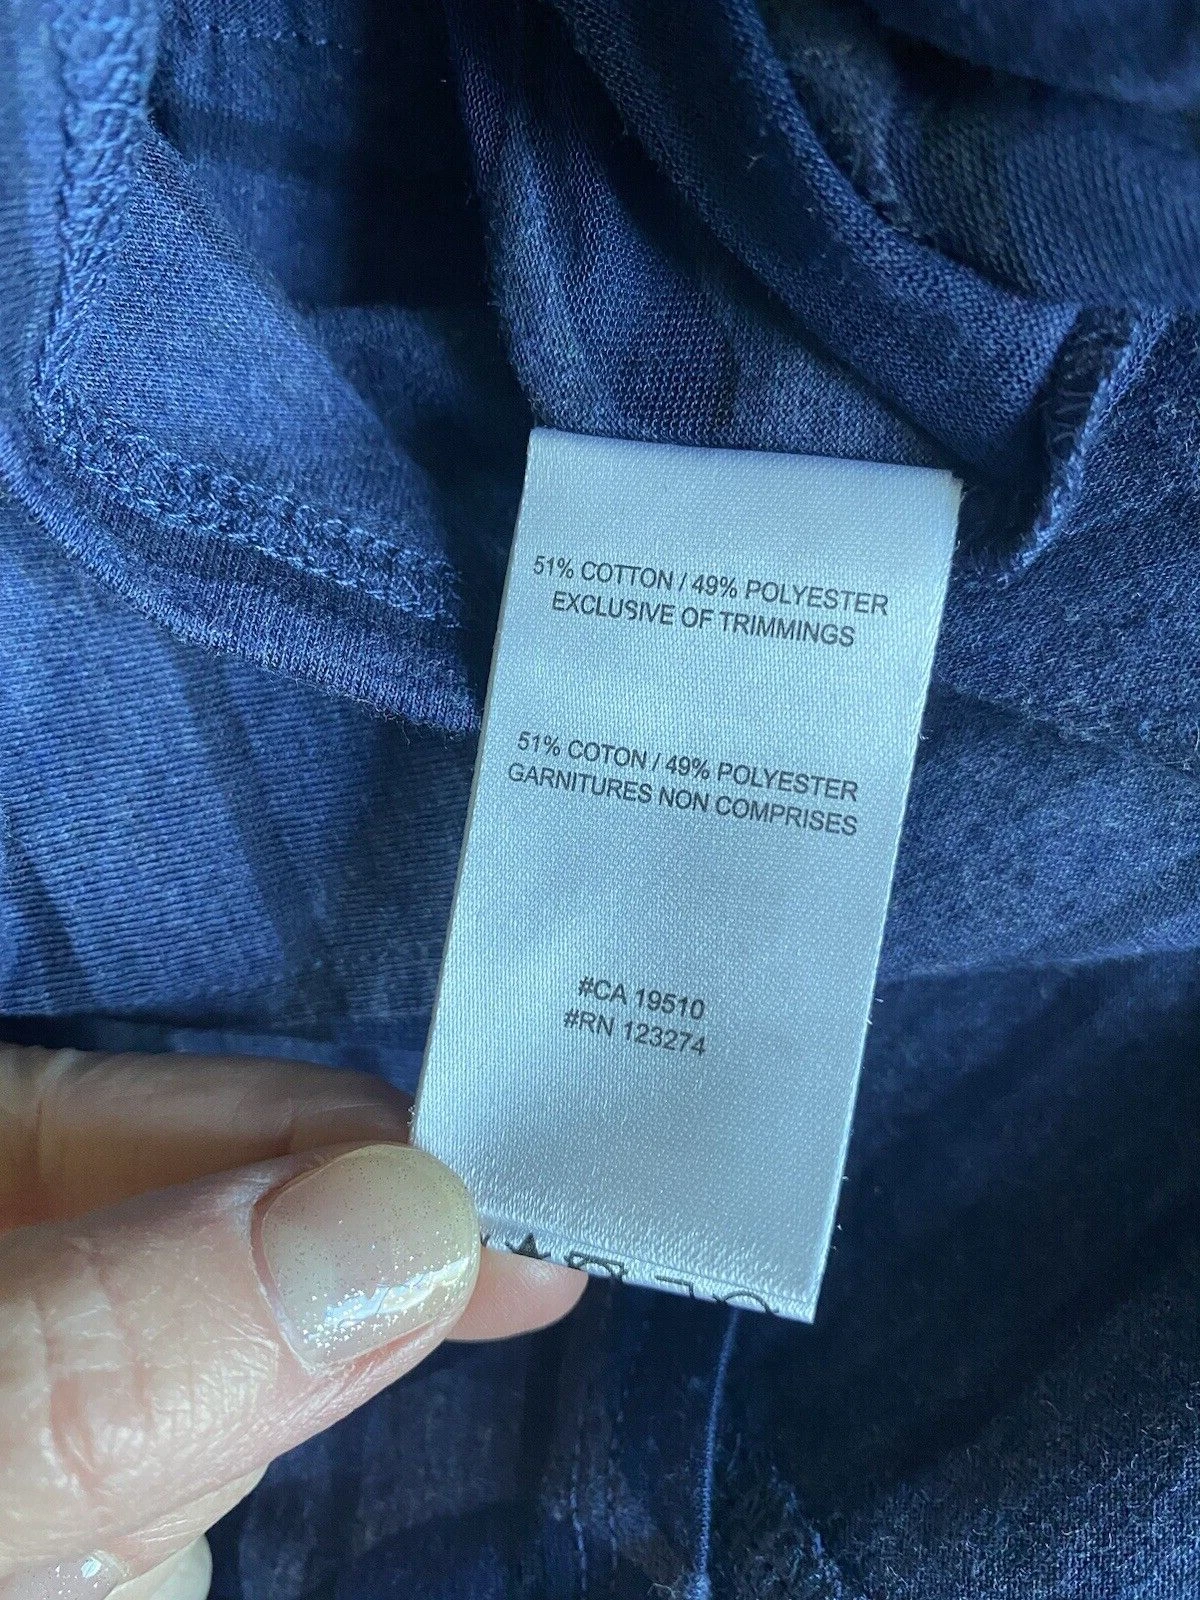 51% COTTON / 49% POLYESTER
EXCLUSIVE OF TRIMMINGS
51% COTON / 49% POLYESTER
GARNITURES NON COMPRISES
#CA 19510
#RN 123274